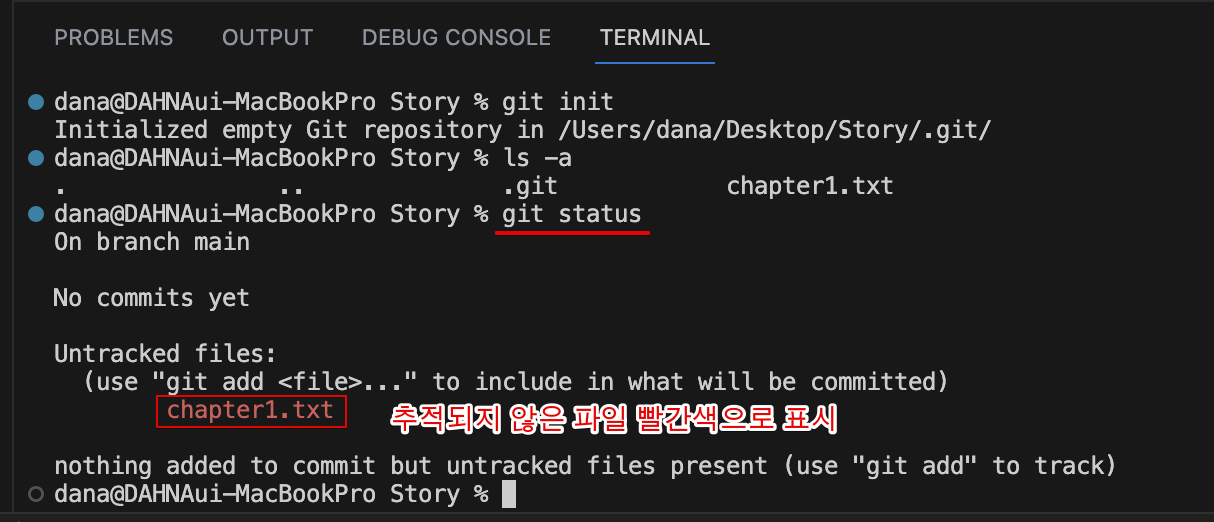 PROBLEMS OUTPUT DEBUG CONSOLE TERMINAL
dana@DAHNAui-MacBookPro Story % git init
Initialized empty Git repository in /Users/dana/Desktop/Story/.git/
dana@DAHNAui-MacBookPro Story % ls -a
. .. .git chapter1.txt
dana@DAHNAui-MacBookPro Story % git status
On branch main
No commits yet
Untracked files:
(use "git add <file>..." to include in what will be committed)
chapter1.txt 추적되지 않은 파일 빨간색으로 표시
nothing added to commit but untracked files present (use "git add" to track)
dana@DAHNAui-MacBookPro Story %